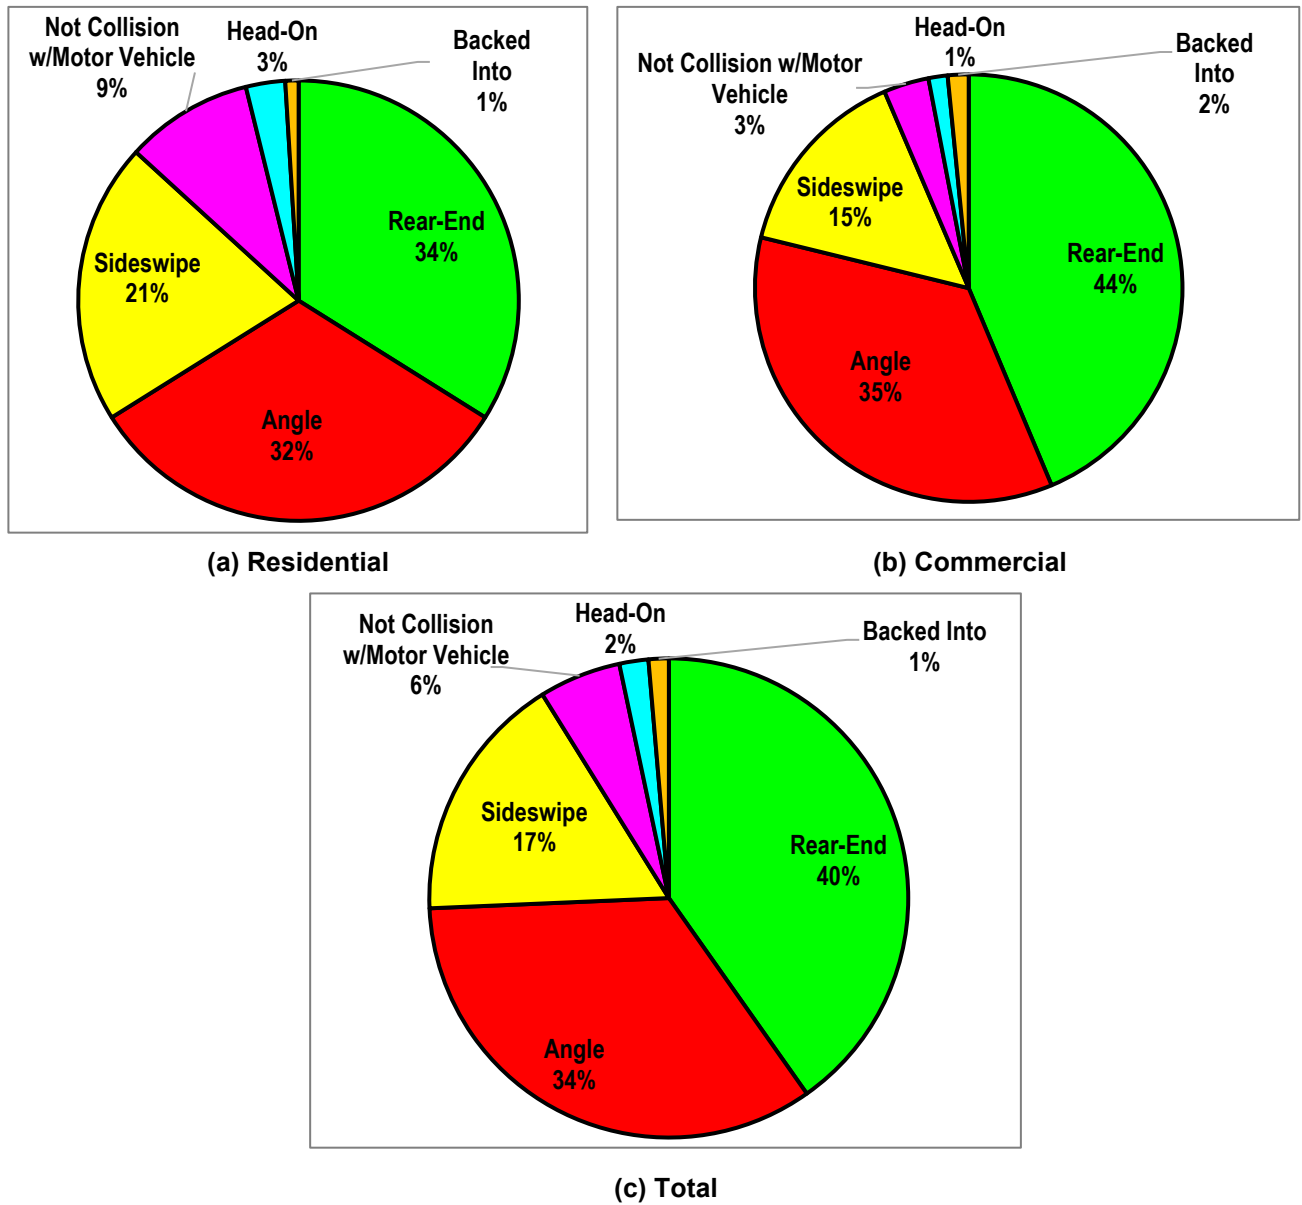 Not Collision
w/Motor Vehicle
9%
Head-On
3%
Backed
Into
1%
Rear-End
34%
Sideswipe
21%
Angle
32%
(a) Residential
Head-On
1%
Backed
Into
2%
Not Collision w/Motor
Vehicle
3%
Sideswipe
15%
Rear-End
44%
Angle
35%
(b) Commercial
Not Collision
w/Motor Vehicle
6%
Head-On
2%
Backed Into
1%
Sideswipe
17%
Rear-End
40%
Angle
34%
(c) Total